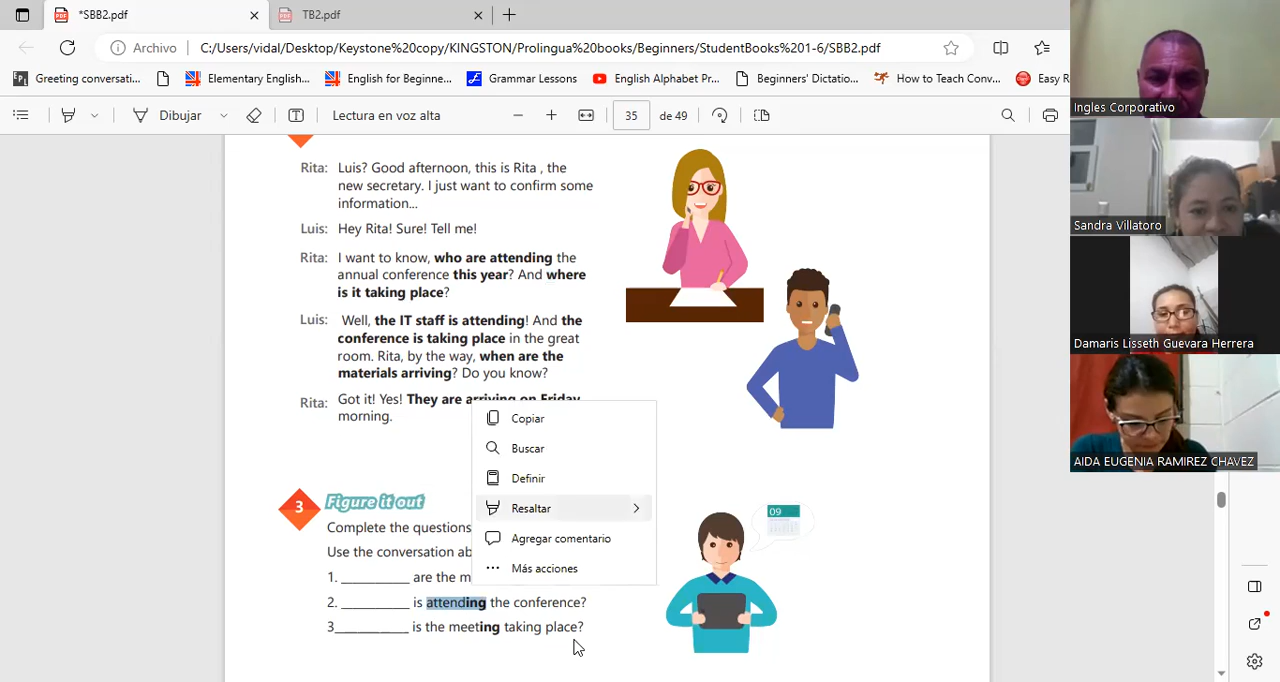 *SBB2.pdf
TB2.pdf
Archivo
C:/Users/vidal/Desktop/Keystone%20copy/KINGSTON/Prolingua%20books/Beginners/StudentBooks%201-6/SBB2.pdf
Greeting conversati...
Elementary English...
English for Beginne...
Grammar Lessons
English Alphabet Pr...
Beginners' Dictatio...
How to Teach Conv...
Easy R
Dibujar
Lectura en voz alta
35
de 49
Rita: Luis? Good afternoon, this is Rita , the
new secretary. I just want to confirm some
information...
Luis: Hey Rita! Sure! Tell me!
Rita: I want to know, who are attending the
annual conference this year? And where
is it taking place?
Luis: Well, the IT staff is attending! And the
conference is taking place in the great
room. Rita, by the way, when are the
materials arriving? Do you know?
Rita: Got it! Yes! They are arriving on Friday
morning.
Copiar
Buscar
Definir
Resaltar
Agregar comentario
Más acciones
3 Figure it out
09
Complete the questions
Use the conversation ab
1. __________ are the m
2. __________ is attending the conference?
3___________ is the meeting taking place?
Ingles Corporativo
Sandra Villatoro
Damaris Lisseth Guevara Herrera
AIDA EUGENIA RAMIREZ CHAVEZ